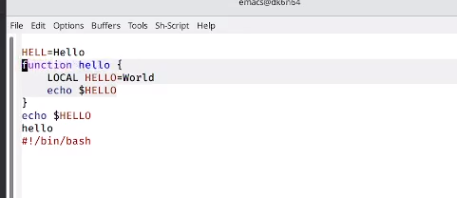 emacs@dk6n64
File Edit Options Buffers Tools Sh-Script Help
HELL=Hello
function hello {
    LOCAL HELLO=World
    echo $HELLO
}
echo $HELLO
hello
#!/bin/bash